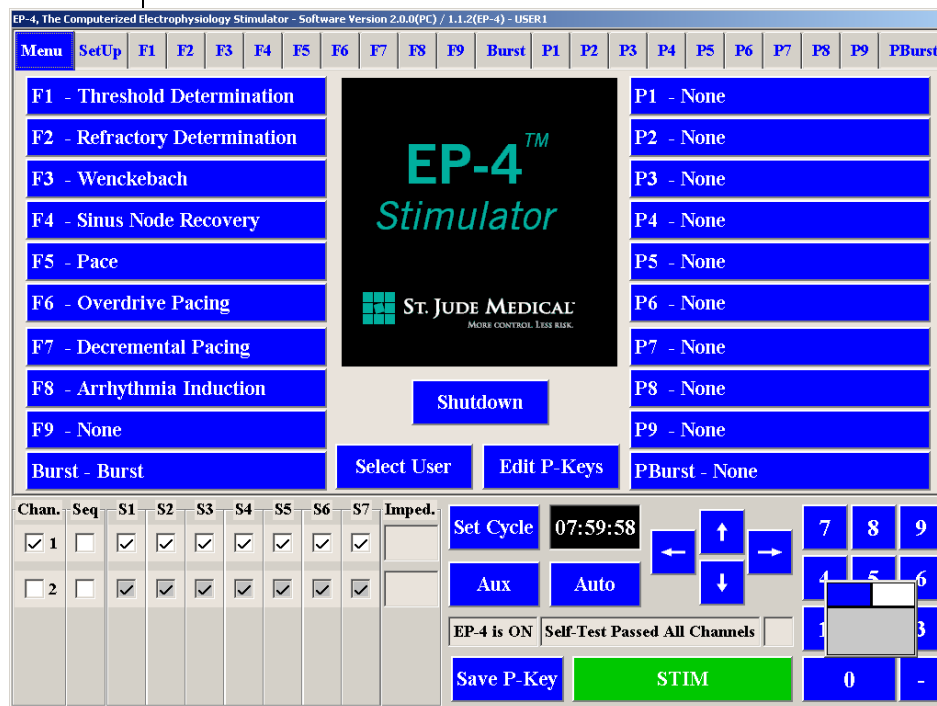 EP-4, The Computerized Electrophysiology Stimulator - Software Version 2.0.0(PC) / 1.1.2(EP-4) - USER1
Menu SetUp F1 F2 F3 F4 F5 F6 F7 F8 F9 Burst P1 P2 P3 P4 P5 P6 P7 P8 P9 PBurst
F1 - Threshold Determination
F2 - Refractory Determination
F3 - Wenckebach
F4 - Sinus Node Recovery
F5 - Pace
F6 - Overdrive Pacing
F7 - Decremental Pacing
F8 - Arrhythmia Induction
F9 - None
Burst - Burst
EP-4™
Stimulator
ST. JUDE MEDICAL
MORE CONTROL. LESS RISK.
Shutdown
Select User Edit P-Keys
P1 - None
P2 - None
P3 - None
P4 - None
P5 - None
P6 - None
P7 - None
P8 - None
P9 - None
PBurst - None
Chan. Seq S1 S2 S3 S4 S5 S6 S7 Imped.
1
2
Set Cycle 07:59:58
Aux Auto
EP-4 is ON Self-Test Passed All Channels
Save P-Key STIM
7 8 9
4 5 6
1 3
0 -